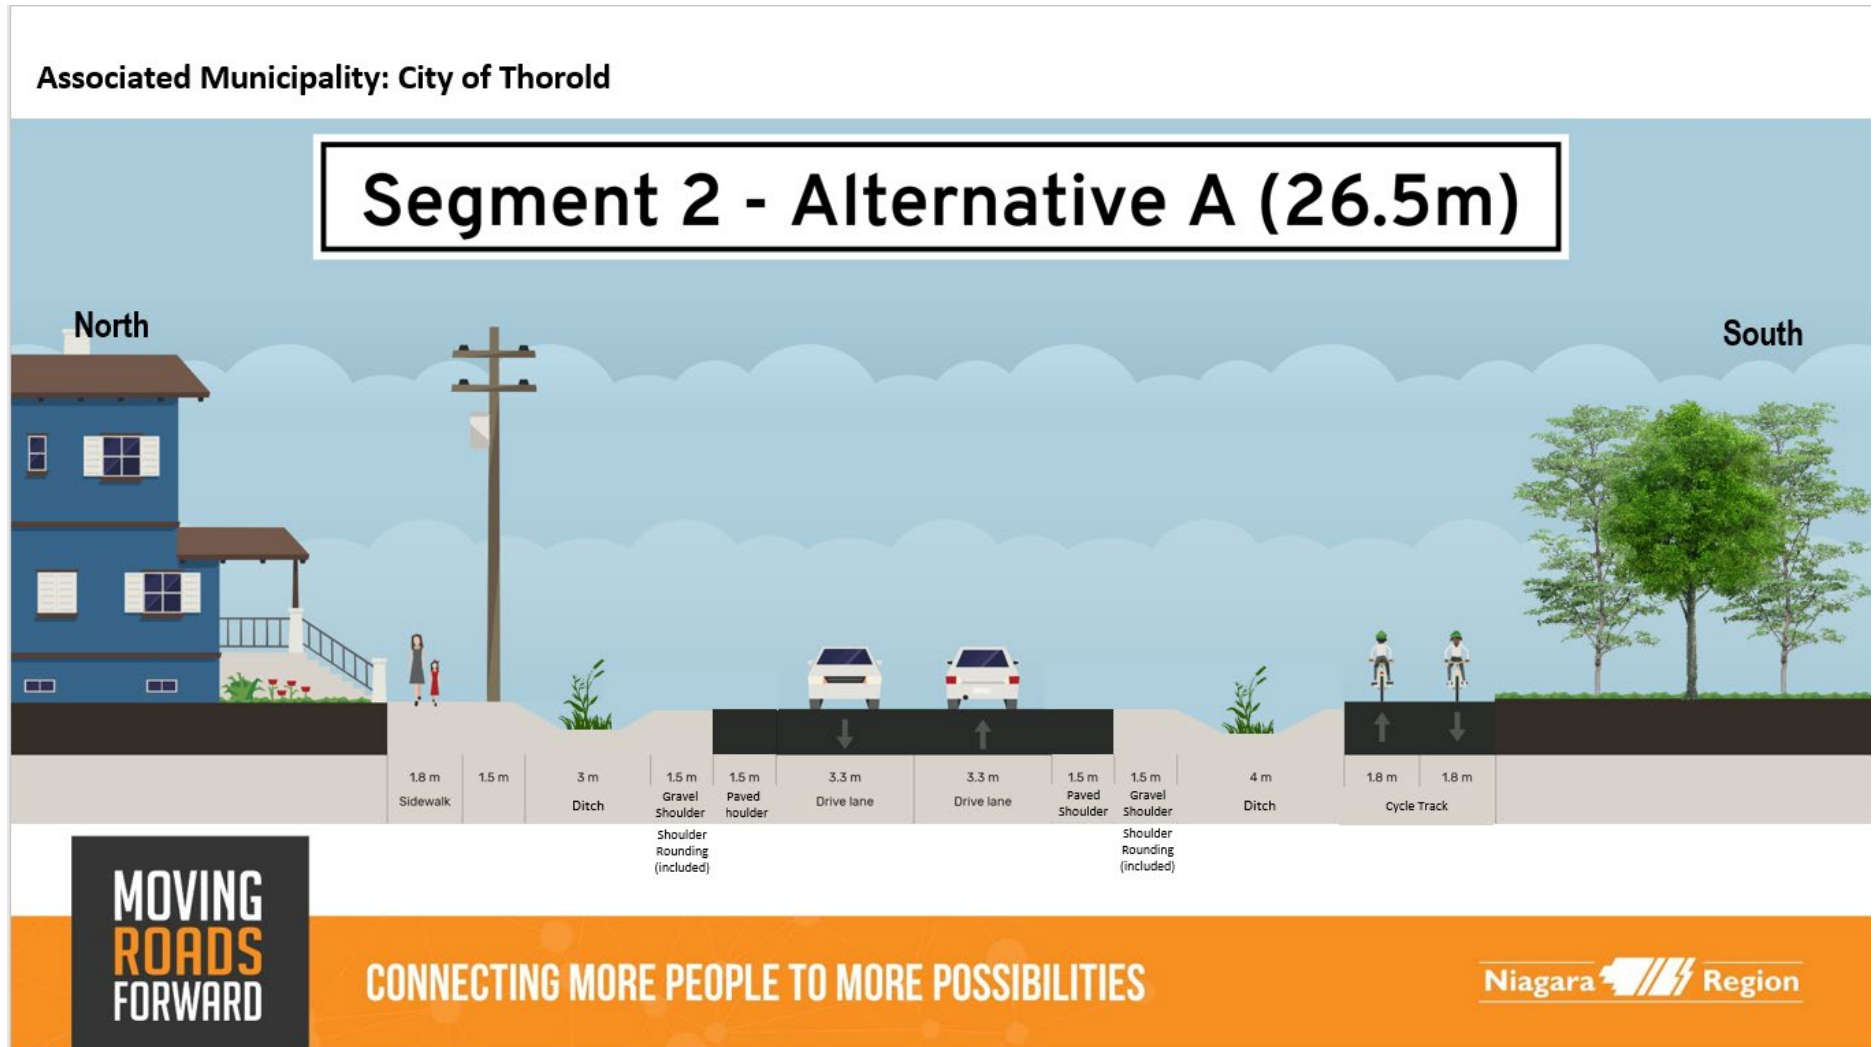 Associated Municipality: City of Thorold
Segment 2 - Alternative A (26.5m)
North
South
1.8 m
Sidewalk
1.5 m
3 m
Ditch
1.5 m
Gravel
Shoulder
Shoulder
Rounding
(included)
1.5 m
Paved
houlder
3.3 m
Drive lane
3.3 m
Drive lane
1.5 m
Paved
Shoulder
1.5 m
Gravel
Shoulder
Shoulder
Rounding
(included)
4 m
Ditch
1.8 m
1.8 m
Cycle Track
MOVING
ROADS
FORWARD
CONNECTING MORE PEOPLE TO MORE POSSIBILITIES
Niagara Region